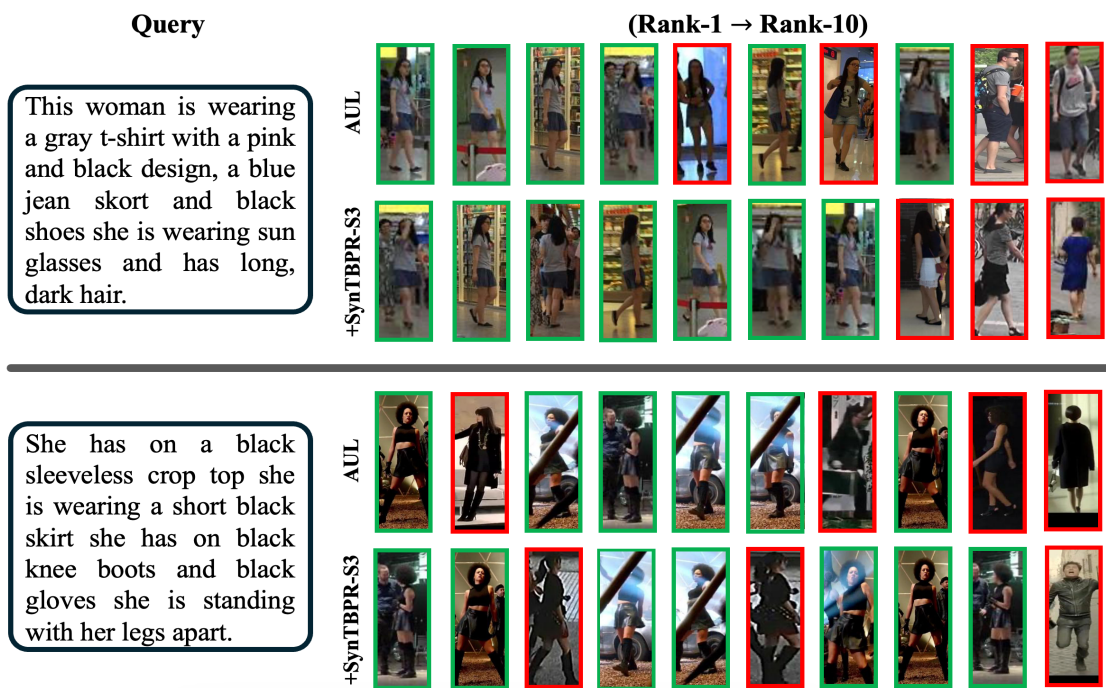 Query
(Rank-1 → Rank-10)
AUL
This woman is wearing
a gray t-shirt with a pink
and black design, a blue
jean skort and black
shoes she is wearing sun
glasses and has long,
dark hair.
+SynTBPR-S3
AUL
She has on a black
sleeveless crop top she
is wearing a short black
skirt she has on black
knee boots and black
gloves she is standing
with her legs apart.
+SynTBPR-S3